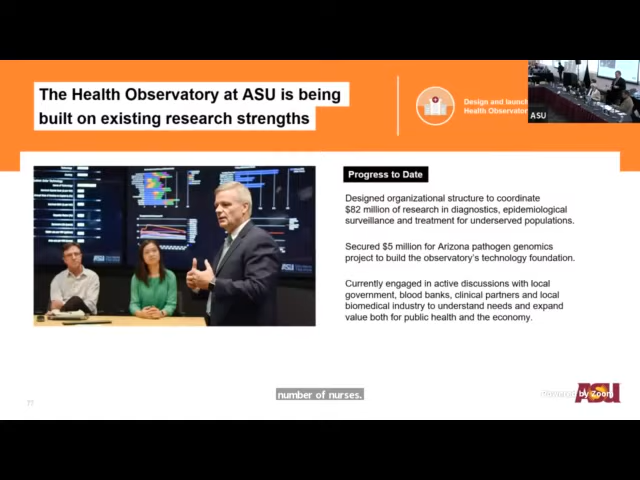 The Health Observatory at ASU is being
built on existing research strengths
Design and launch
Health Observator
ASU
Progress to Date
Designed organizational structure to coordinate
$82 million of research in diagnostics, epidemiological
surveillance and treatment for underserved populations.
Secured $5 million for Arizona pathogen genomics
project to build the observatory's technology foundation.
Currently engaged in active discussions with local
government, blood banks, clinical partners and local
biomedical industry to understand needs and expand
value both for public health and the economy.
number of nurses.
77
Powered by Zoom
ASU